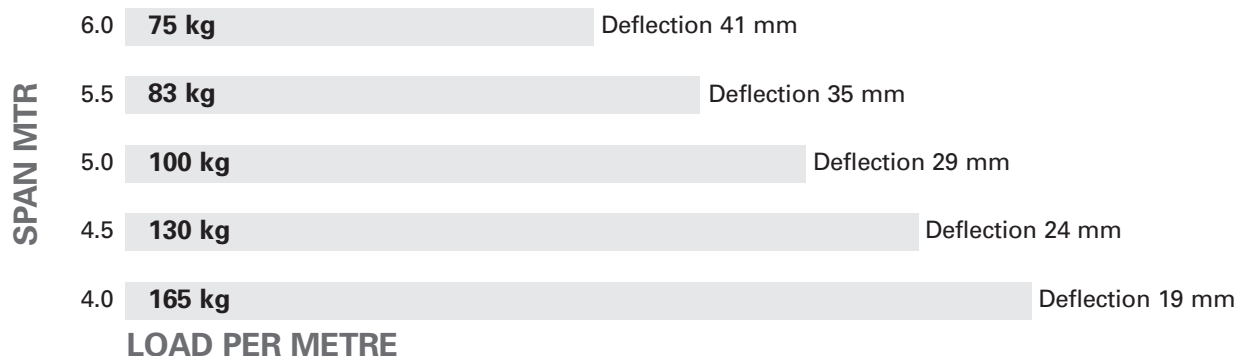 6.0 75 kg Deflection 41 mm
5.5 83 kg Deflection 35 mm
5.0 100 kg Deflection 29 mm
4.5 130 kg Deflection 24 mm
4.0 165 kg Deflection 19 mm
SPAN MTR
LOAD PER METRE